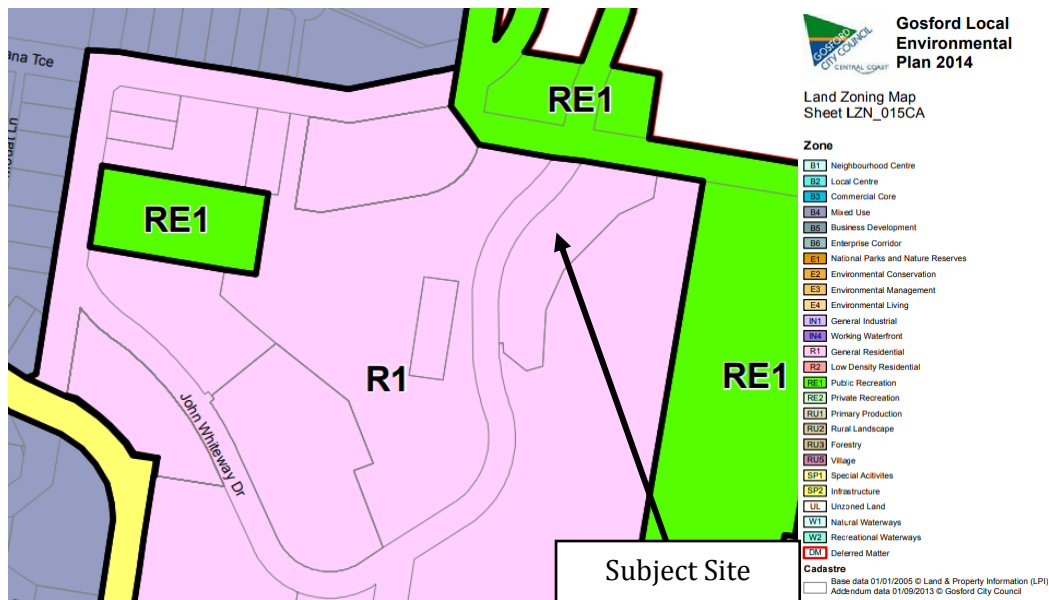 ana Tce
RE1
RE1
R1
RE1
John Whiteway Dr
Subject Site
GOSFORD
CITY COUNCIL
CENTRAL COAST
Gosford Local
Environmental
Plan 2014
Land Zoning Map
Sheet LZN_015CA
Zone
B1 Neighbourhood Centre
B2 Local Centre
B3 Commercial Core
B4 Mixed Use
B5 Business Development
B6 Enterprise Corridor
E1 National Parks and Nature Reserves
E2 Environmental Conservation
E3 Environmental Management
E4 Environmental Living
IN1 General Industrial
IN4 Working Waterfront
R1 General Residential
R2 Low Density Residential
RE1 Public Recreation
RE2 Private Recreation
RU1 Primary Production
RU2 Rural Landscape
RU3 Forestry
RU5 Village
SP1 Special Acitivites
SP2 Infrastructure
UL Unzoned Land
W1 Natural Waterways
W2 Recreational Waterways
DM Deferred Matter
Cadastre
Base data 01/01/2005 © Land & Property Information (LPI)
Addendum data 01/09/2013 © Gosford City Council